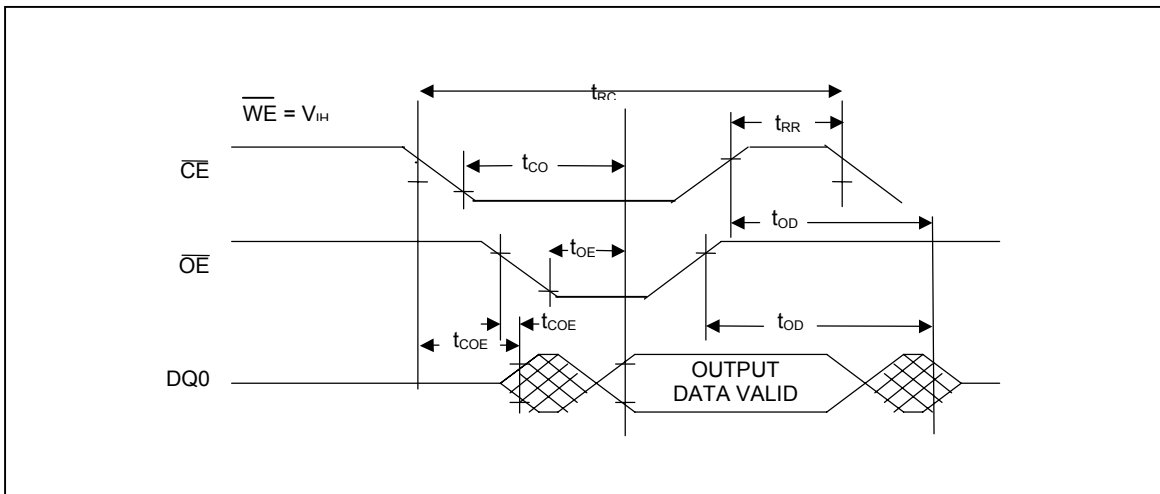 tRC
WE = VIH
tRR
tCO
CE
tOD
tOE
OE
tCOE
tOD
tCOE
DQ0
OUTPUT
DATA VALID